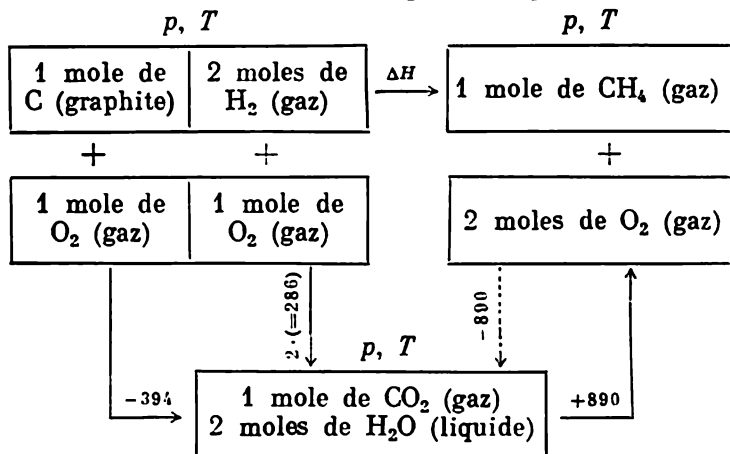 p, T
p, T
1 mole de
C (graphite)
2 moles de
H₂ (gaz)
ΔH
1 mole de CH₄ (gaz)
+
+
+
1 mole de
O₂ (gaz)
1 mole de
O₂ (gaz)
2 moles de O₂ (gaz)
2·(=286)
-890
p, T
-394
1 mole de CO₂ (gaz)
2 moles de H₂O (liquide)
+890